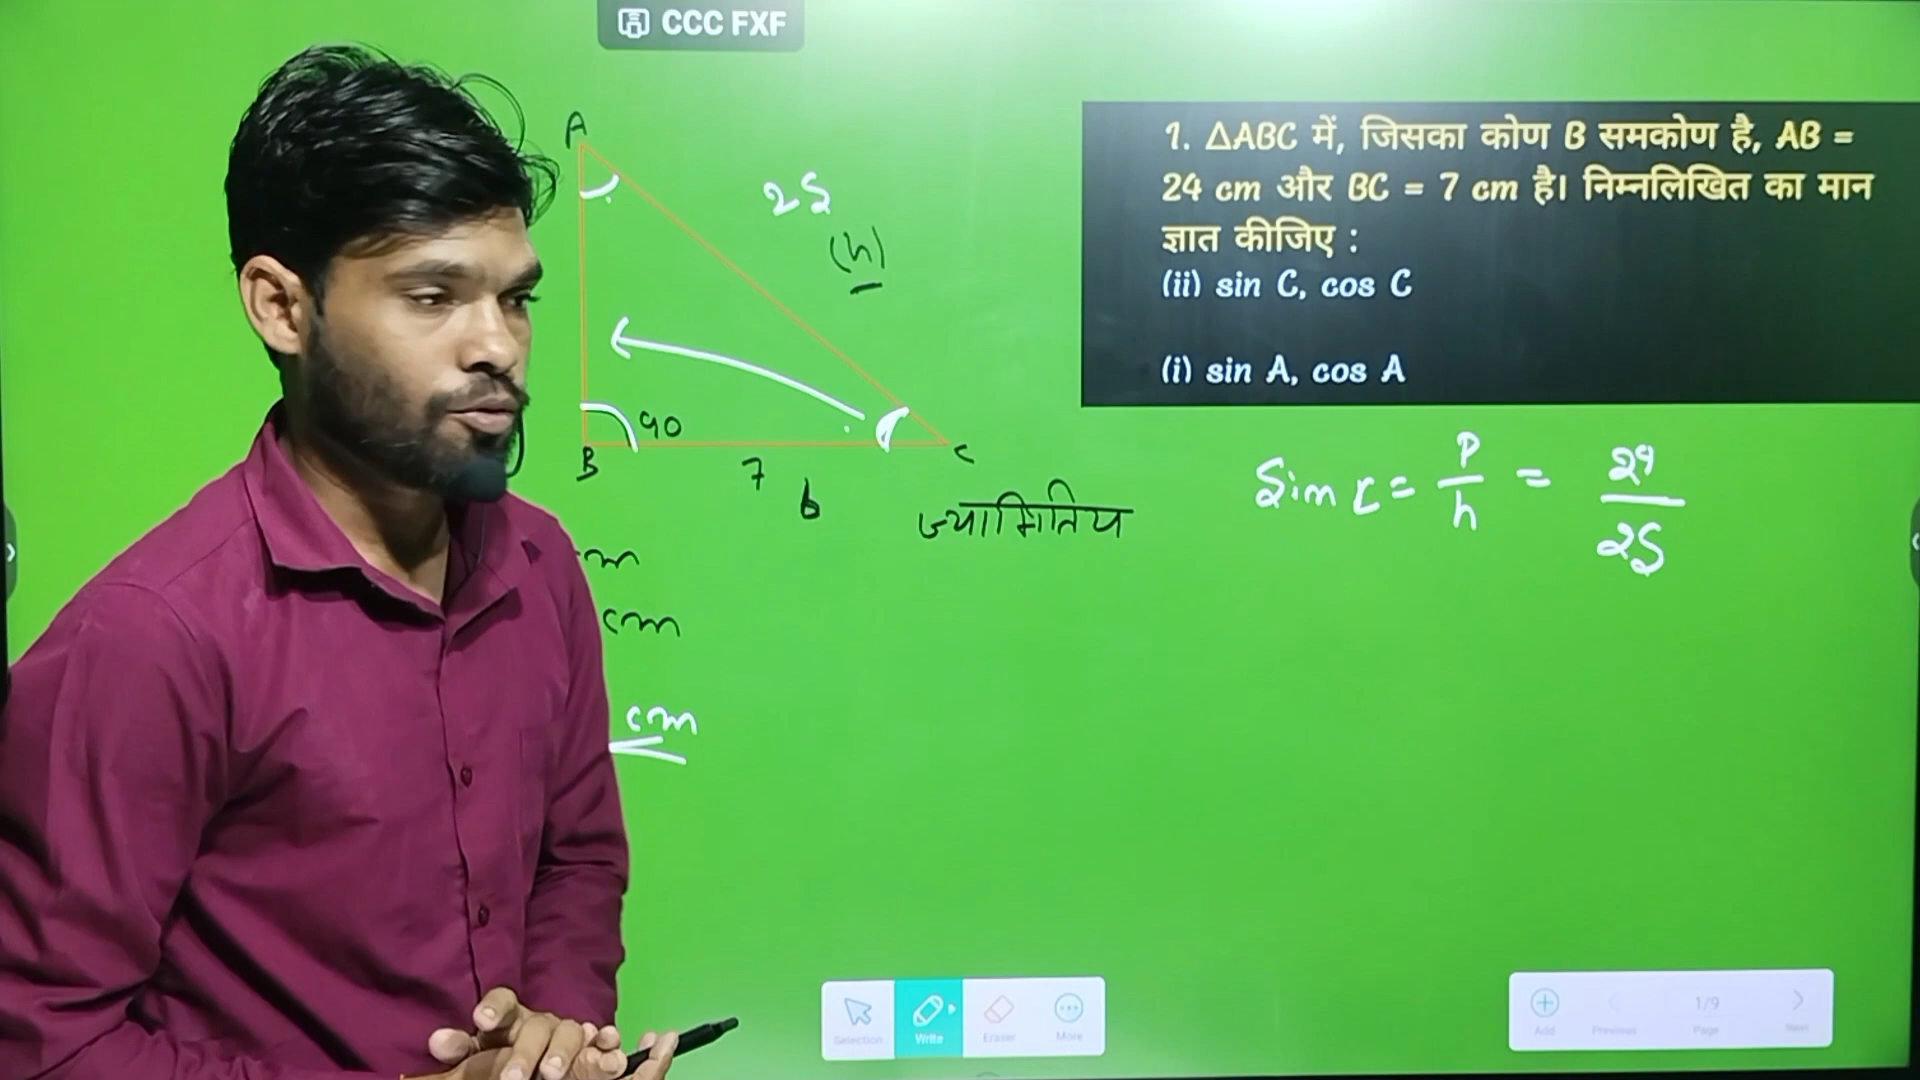 CCC FXF
1. △ABC में, जिसका कोण B समकोण है, AB =
24 cm और BC = 7 cm है। निम्नलिखित का मान
ज्ञात कीजिए :
(ii) sin C, cos C
(i) sin A, cos A
A
25
(h)
90
B
C
7
b
ज्यामितिय
cm
cm
Sin C = p/h = 24/25
Selection
Write
Eraser
More
Add
Previous
1/9
Page
Next